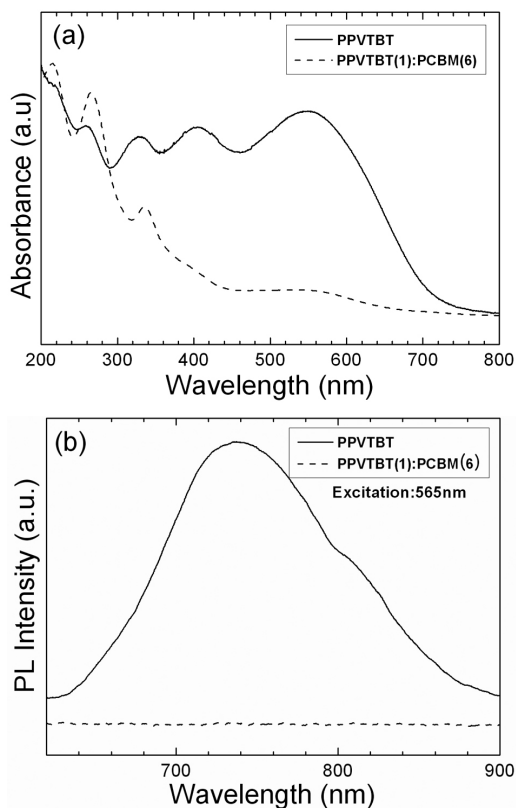 (a)
PPVTBT
PPVTBT(1):PCBM(6)
Absorbance (a.u)
200 300 400 500 600 700 800
Wavelength (nm)
(b)
PPVTBT
PPVTBT(1):PCBM(6)
Excitation:565nm
PL Intensity (a.u.)
700 800 900
Wavelength (nm)